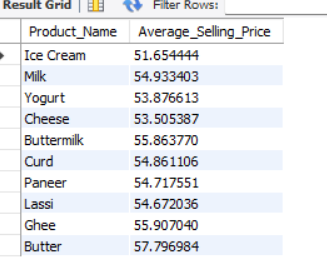 Result Grid Filter Rows:
Product_Name Average_Selling_Price
Ice Cream 51.654444
Milk 54.933403
Yogurt 53.876613
Cheese 53.505387
Buttermilk 55.863770
Curd 54.861106
Paneer 54.717551
Lassi 54.672036
Ghee 55.907040
Butter 57.796984